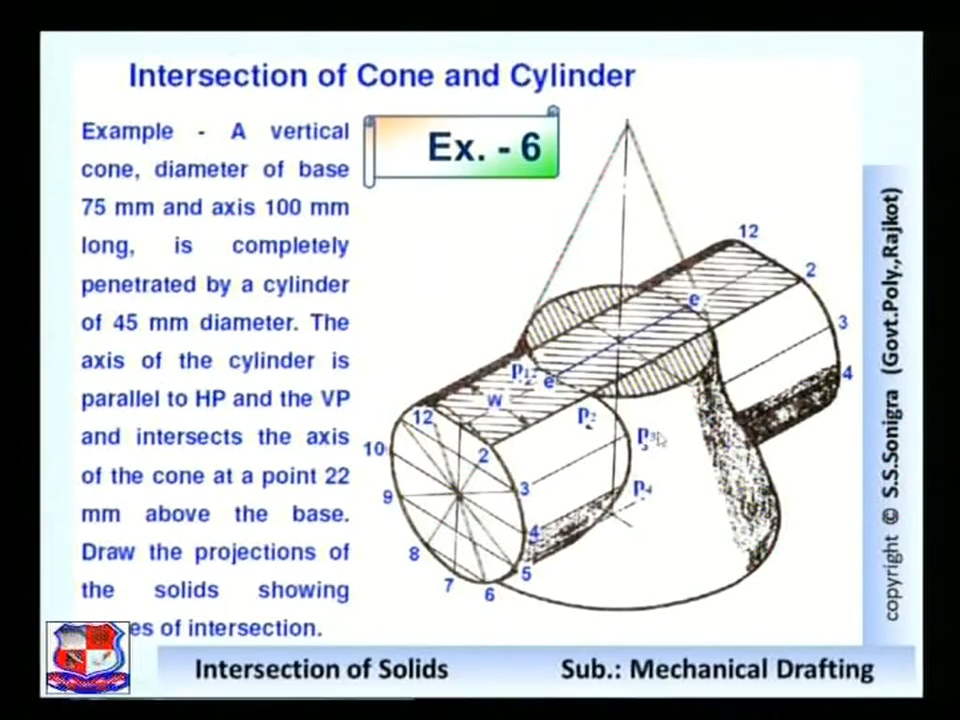 Intersection of Cone and Cylinder
Example - A vertical
cone, diameter of base
75 mm and axis 100 mm
long, is completely
penetrated by a cylinder
of 45 mm diameter. The
axis of the cylinder is
parallel to HP and the VP
and intersects the axis
of the cone at a point 22
mm above the base.
Draw the projections of
the solids showing
es of intersection.
Ex. - 6
12
2
3
4
e
p12
e
w
p2
p3
p4
12
10
2
9
3
4
8
5
7
6
copyright © S.S.Sonigra (Govt.Poly.,Rajkot)
Intersection of Solids
Sub.: Mechanical Drafting